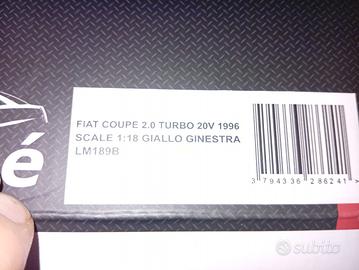 FIAT COUPE 2.0 TURBO 20V 1996
SCALE 1:18 GIALLO GINESTRA
LM189B
3 794336 286241 >
é
subito